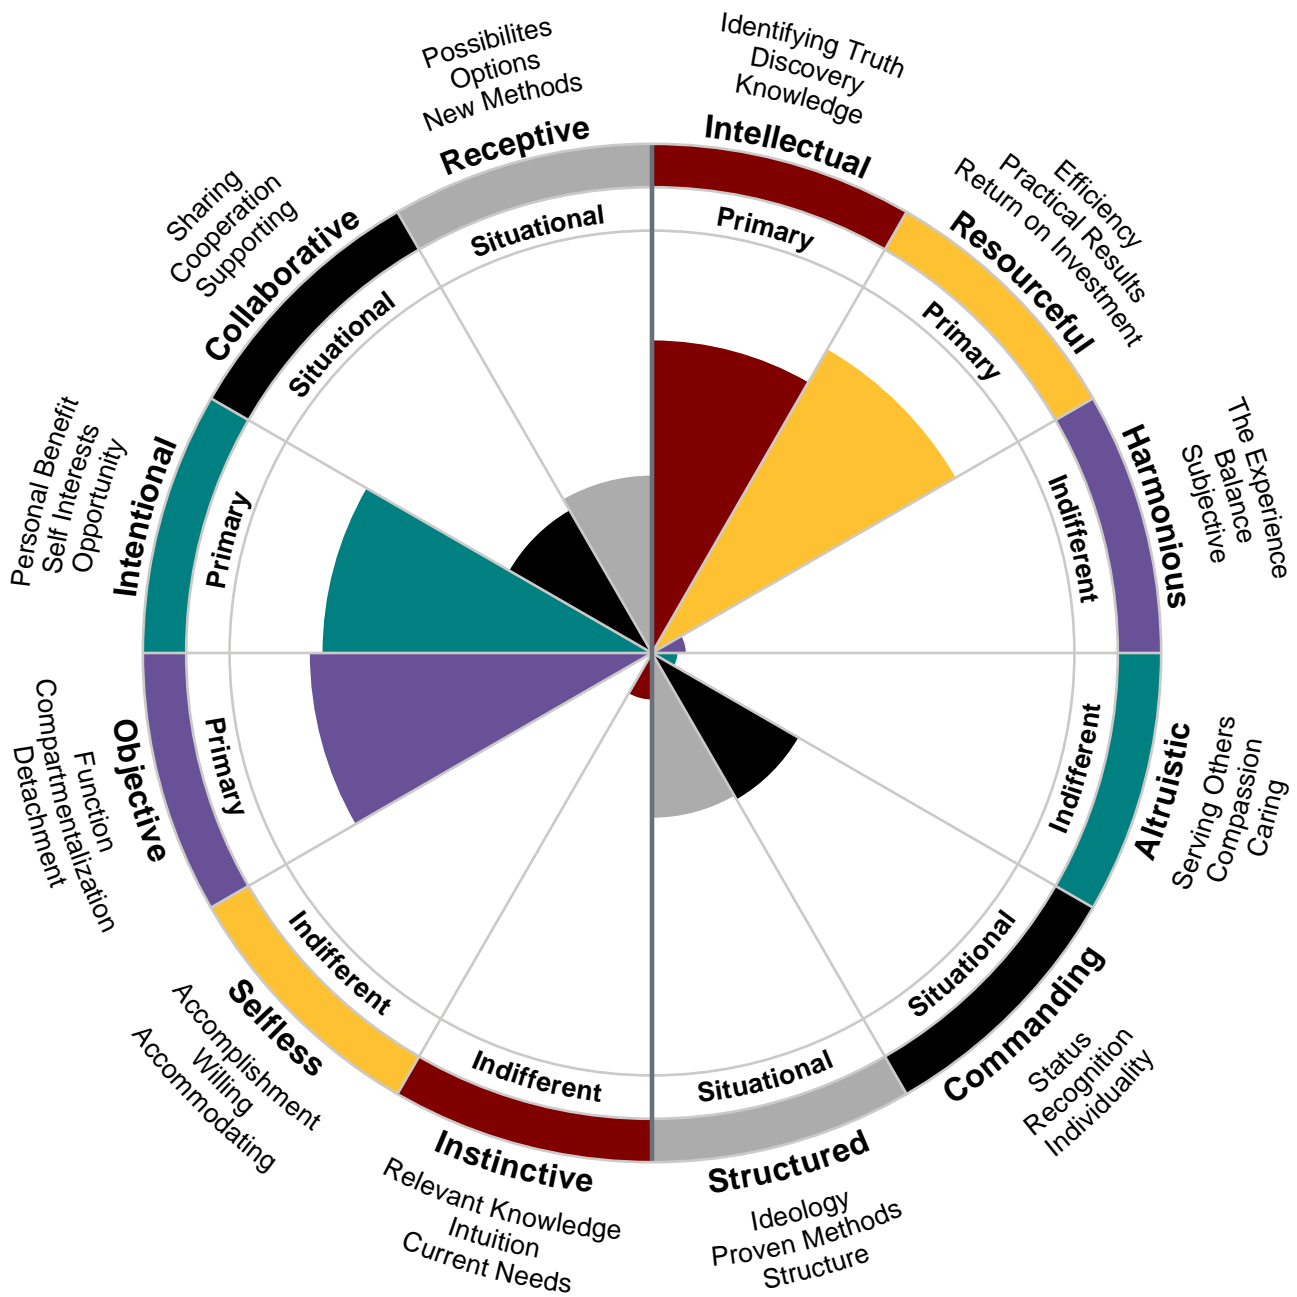 Identifying Truth
Discovery
Knowledge
Intellectual
Primary
Efficiency
Practical Results
Return on Investment
Resourceful
Primary
The Experience
Balance
Subjective
Harmonious
Indifferent
Altruistic
Indifferent
Serving Others
Compassion
Caring
Commanding
Situational
Status
Recognition
Individuality
Situational
Structured
Ideology
Proven Methods
Structure
Indifferent
Instinctive
Relevant Knowledge
Intuition
Current Needs
Indifferent
Selfless
Accomplishment
Willing
Accommodating
Primary
Objective
Function
Compartmentalization
Detachment
Personal Benefit
Self Interests
Opportunity
Intentional
Primary
Sharing
Cooperation
Supporting
Collaborative
Situational
Possibilites
Options
New Methods
Receptive
Situational